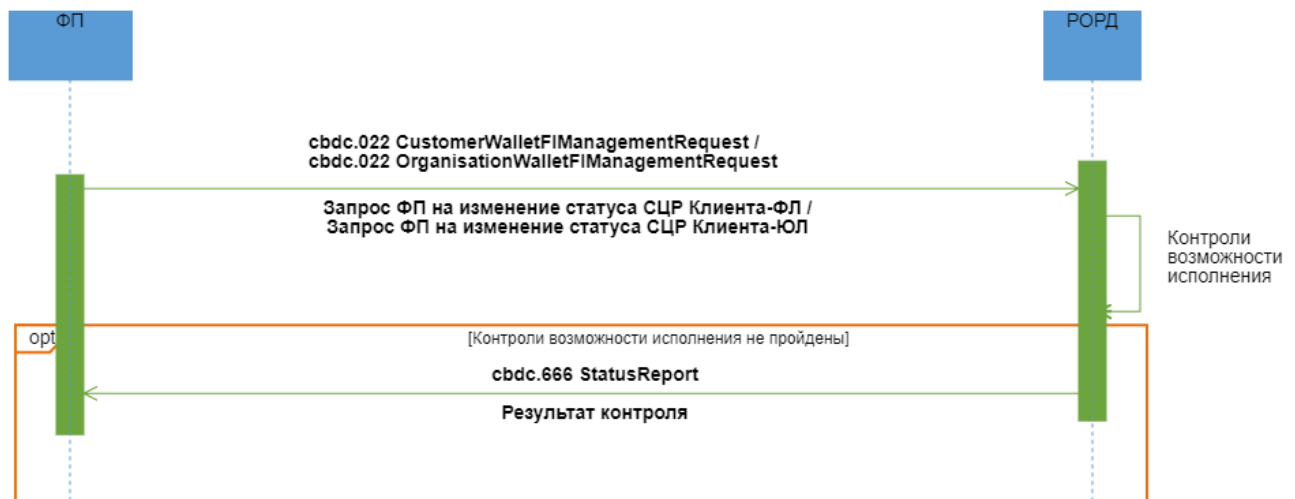 ФП
РОРД
cbdc.022 CustomerWalletFIManagementRequest /
cbdc.022 OrganisationWalletFIManagementRequest
Запрос ФП на изменение статуса СЦР Клиента-ФЛ /
Запрос ФП на изменение статуса СЦР Клиента-ЮЛ
Контроли
возможности
исполнения
opt
[Контроли возможности исполнения не пройдены]
cbdc.666 StatusReport
Результат контроля